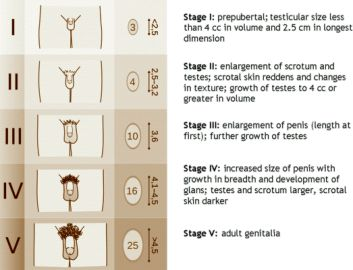 I
3
<2.5
Stage I: prepubertal; testicular size less
than 4 cc in volume and 2.5 cm in longest
dimension
II
4
2.5-3.2
Stage II: enlargement of scrotum and
testes; scrotal skin reddens and changes
in texture; growth of testes to 4 cc or
greater in volume
III
10
3.6
Stage III: enlargement of penis (length at
first); further growth of testes
IV
16
4.1-4.5
Stage IV: increased size of penis with
growth in breadth and development of
glans; testes and scrotum larger, scrotal
skin darker
V
25
>4.5
Stage V: adult genitalia